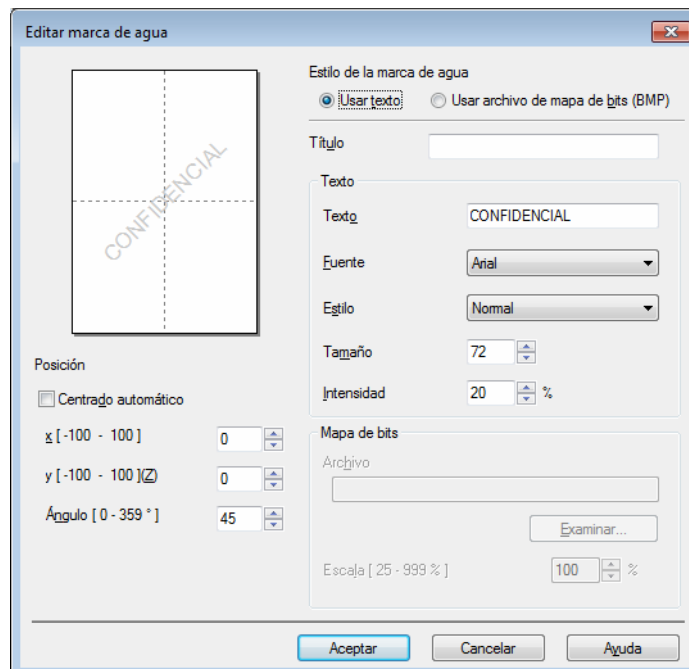 Editar marca de agua
CONFIDENCIAL
Estilo de la marca de agua
Usar texto
Usar archivo de mapa de bits (BMP)
Título
Texto
Texto CONFIDENCIAL
Fuente Arial
Estilo Normal
Tamaño 72
Intensidad 20 %
Posición
Centrado automático
x [ -100 - 100 ] 0
y [ -100 - 100 ](Z) 0
Ángulo [ 0 - 359 ° ] 45
Mapa de bits
Archivo
Examinar...
Escala [ 25 - 999 % ] 100 %
Aceptar Cancelar Ayuda